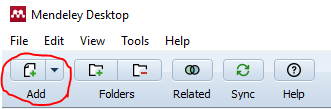 Mendeley Desktop
File Edit View Tools Help
Add Folders Related Sync Help